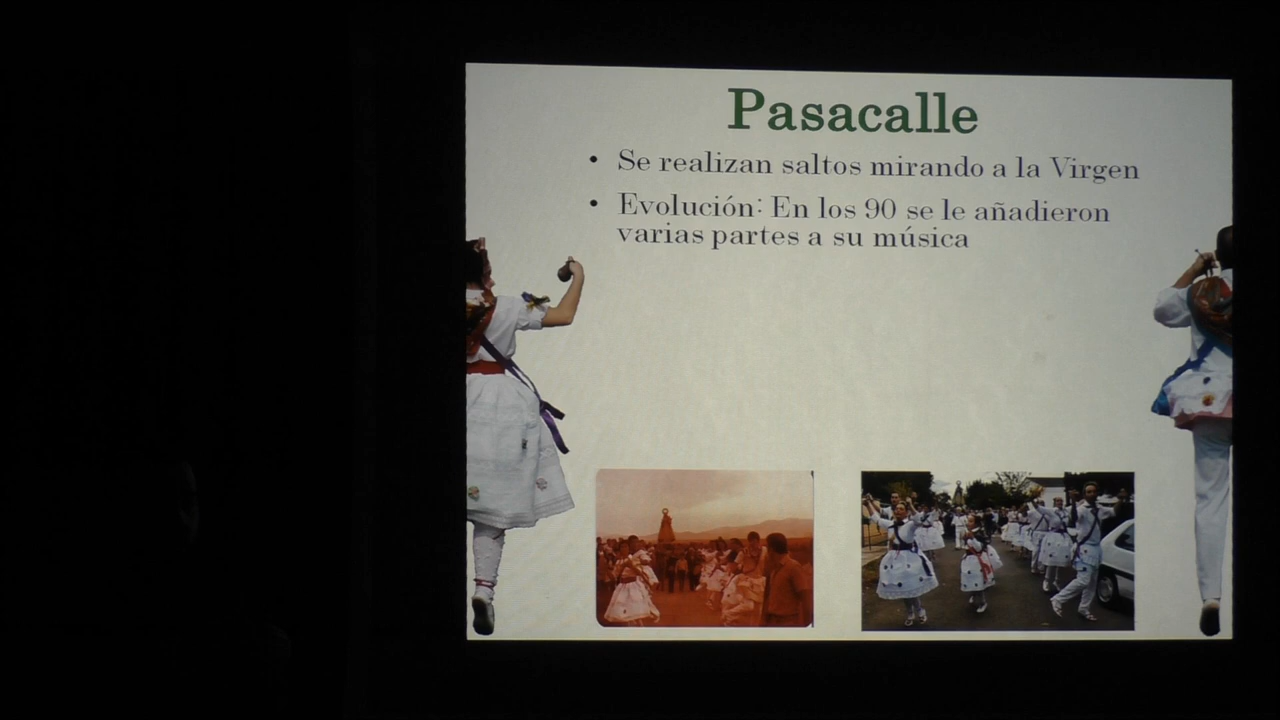 Pasacalle
• Se realizan saltos mirando a la Virgen
• Evolución: En los 90 se le añadieron
varias partes a su música